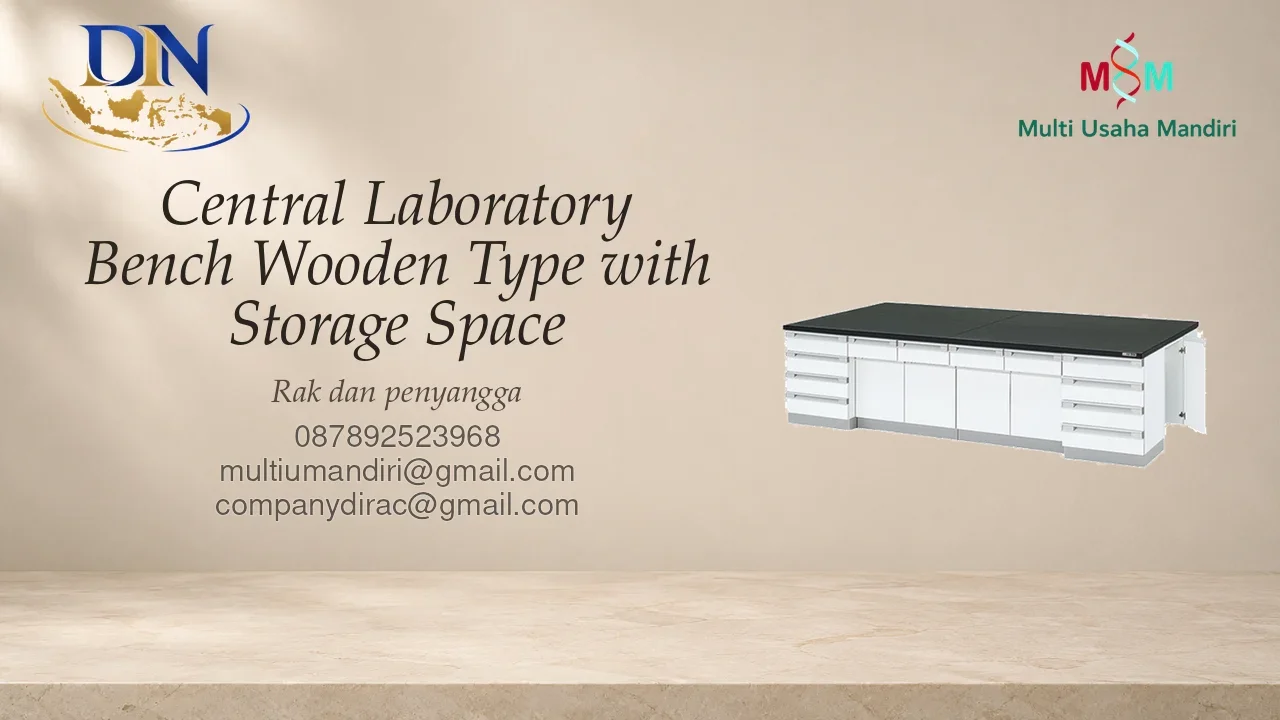 DN
M M
Multi Usaha Mandiri
Central Laboratory
Bench Wooden Type with
Storage Space
Rak dan penyangga
087892523968
multiumandiri@gmail.com
companydirac@gmail.com